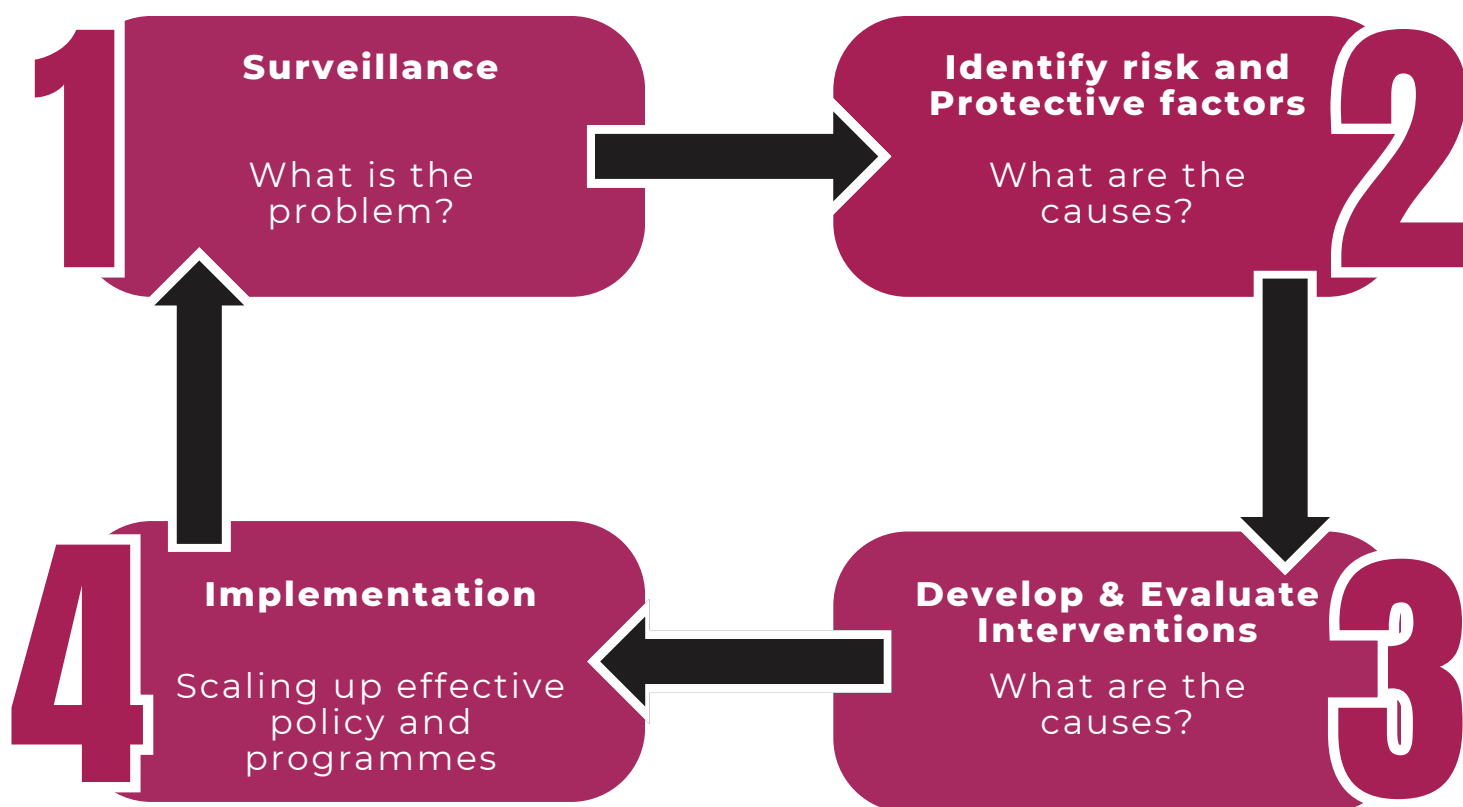 1
Surveillance
What is the
problem?
2
Identify risk and
Protective factors
What are the
causes?
3
Develop & Evaluate
Interventions
What are the
causes?
4
Implementation
Scaling up effective
policy and
programmes